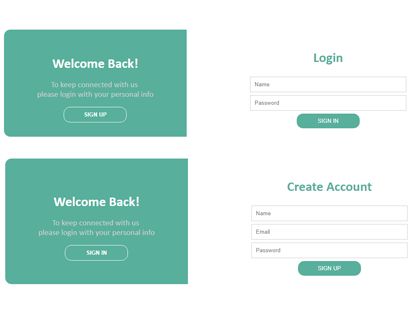 Welcome Back!
To keep connected with us
please login with your personal info
SIGN UP
Login
Name
Password
SIGN IN
Welcome Back!
To keep connected with us
please login with your personal info
SIGN IN
Create Account
Name
Email
Password
SIGN UP